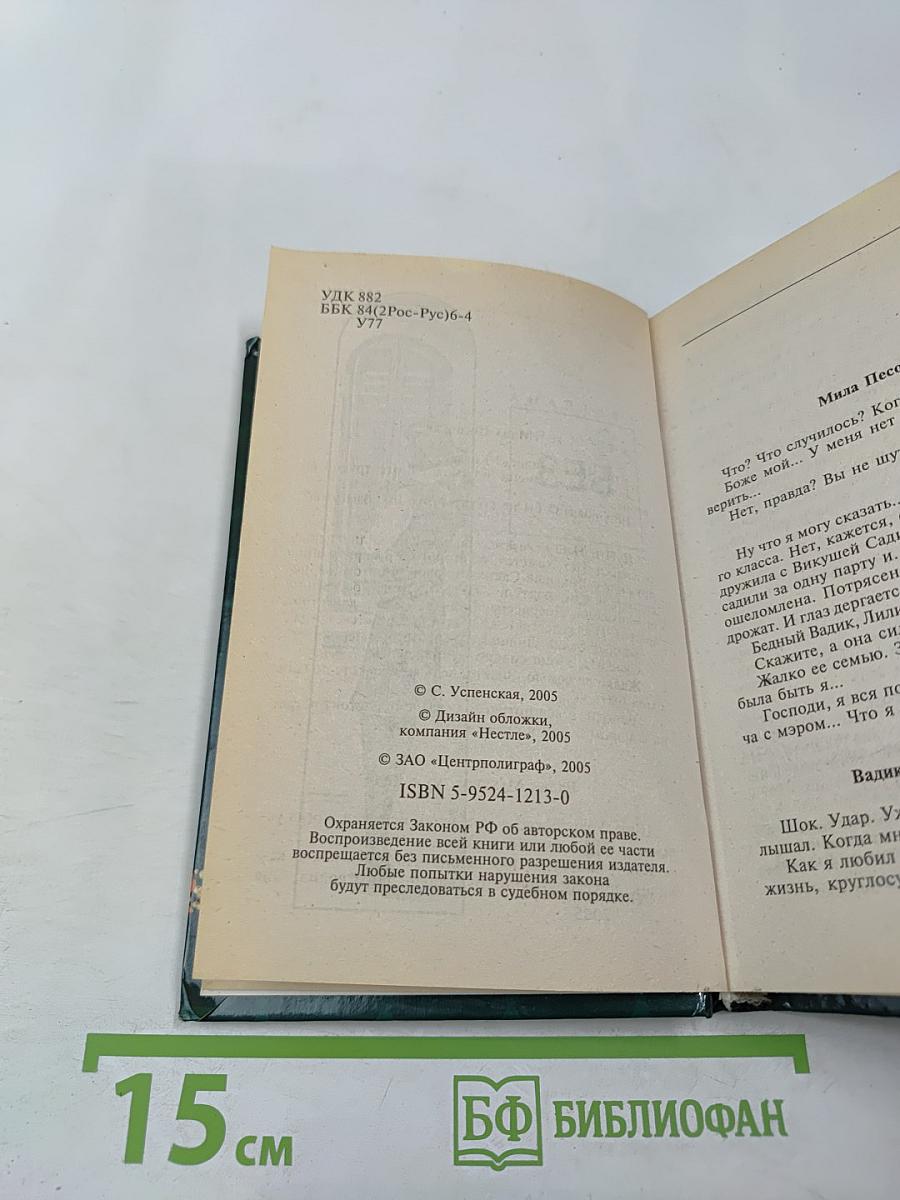 УДК 882
ББК 84(2Рос-Рус)6-4
У77
© С. Успенская, 2005
© Дизайн обложки,
компания «Нестле», 2005
© ЗАО «Центрполиграф», 2005
ISBN 5-9524-1213-0
Охраняется Законом РФ об авторском праве.
Воспроизведение всей книги или любой ее части
воспрещается без письменного разрешения издателя.
Любые попытки нарушения закона
будут преследоваться в судебном порядке.
Мила
Что? Что случилось?
Боже мой... У меня нет
верить...
Нет, правда? Вы не
Ну что я могу сказать...
го класса. Нет, кажется,
дружила с Викушей
садили за одну парту и
ошеломлена.
дрожат. И глаз дергается
Бедный Вадик,
Скажите, а она
Жалко ее семью.
была быть я...
Господи, я вся
ча с мэром... Что я
Вадик
Шок. Удар.
лышал. Когда
Как я любил
жизнь,
15 см
БФ БИБЛИОФАН